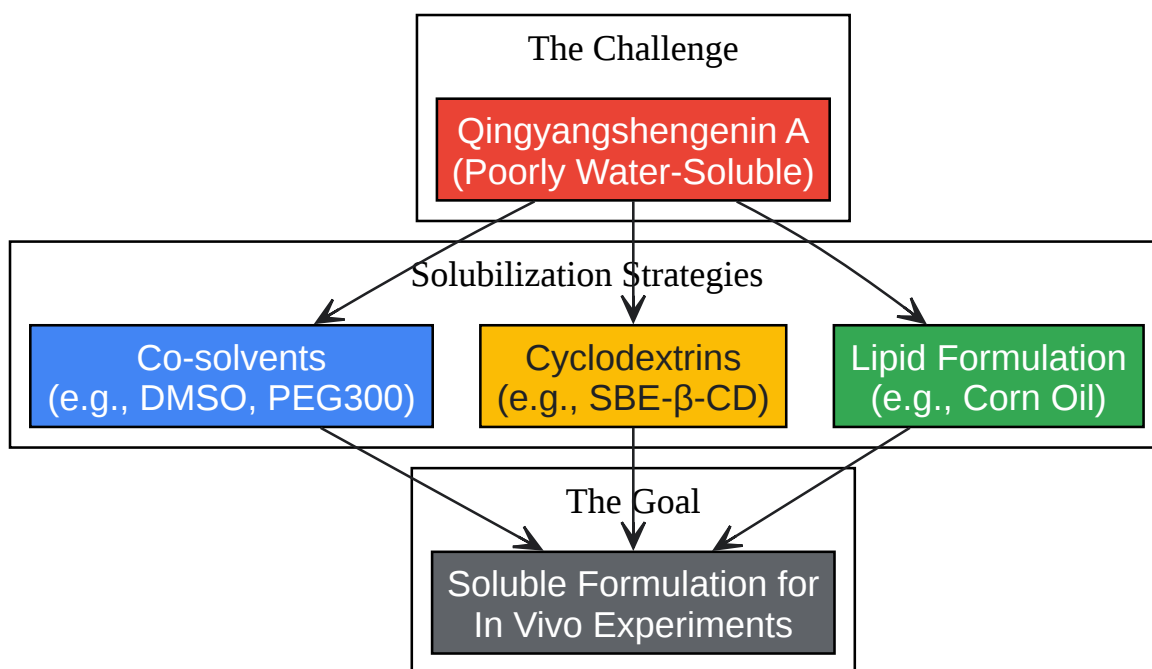 The Challenge
Qingyangshengenin A
(Poorly Water-Soluble)
Solubilization Strategies
Co-solvents
(e.g., DMSO, PEG300)
Cyclodextrins
(e.g., SBE-β-CD)
Lipid Formulation
(e.g., Corn Oil)
The Goal
Soluble Formulation for
In Vivo Experiments